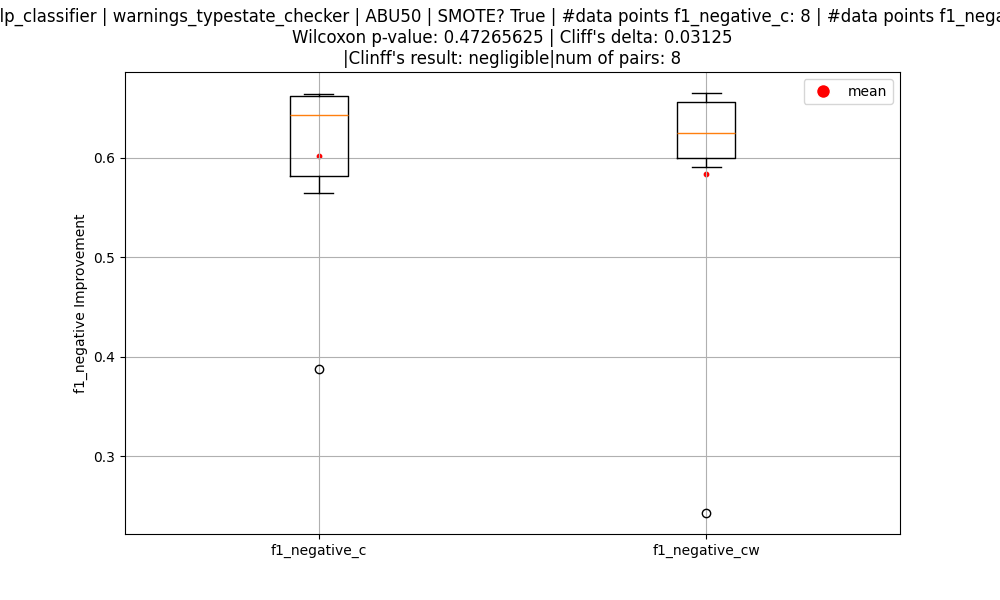 lp_classifier | warnings_typestate_checker | ABU50 | SMOTE? True | #data points f1_negative_c: 8 | #data points f1_nega
Wilcoxon p-value: 0.47265625 | Cliff's delta: 0.03125
|Clinff's result: negligible|num of pairs: 8
mean
0.6
0.5
0.4
0.3
f1_negative Improvement
f1_negative_c
f1_negative_cw